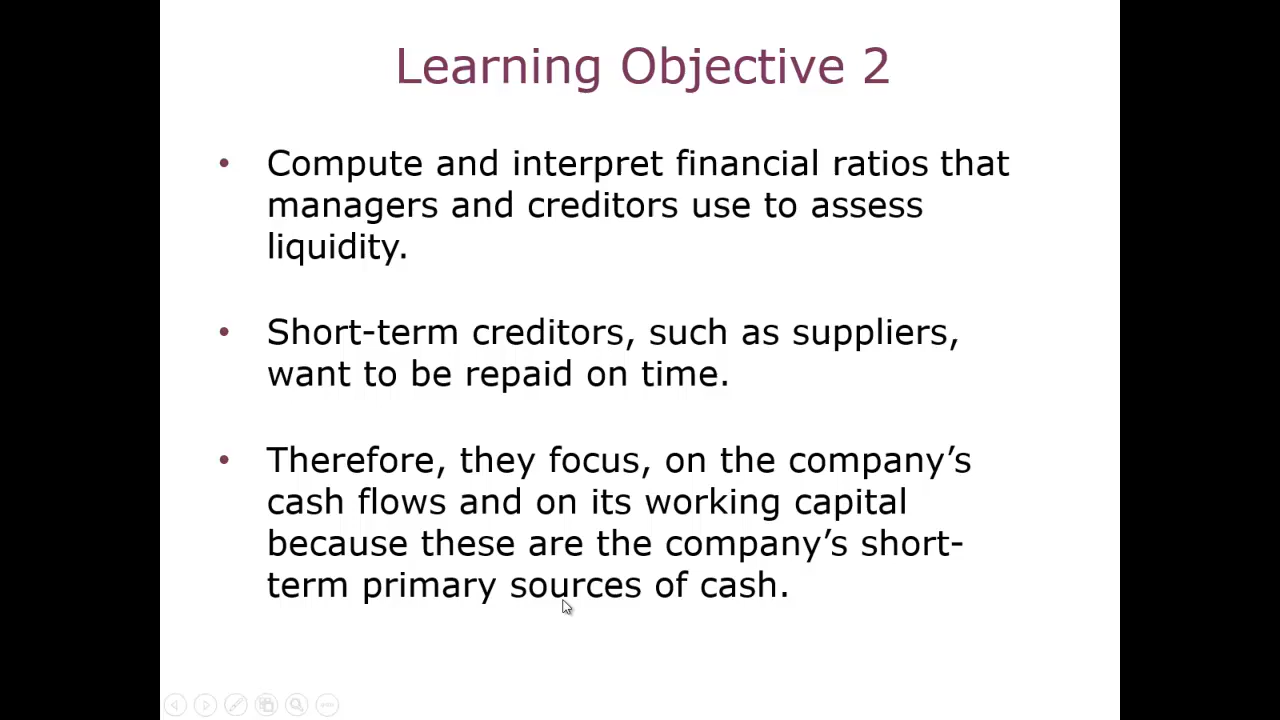 Learning Objective 2
• Compute and interpret financial ratios that
managers and creditors use to assess
liquidity.
• Short-term creditors, such as suppliers,
want to be repaid on time.
• Therefore, they focus, on the company’s
cash flows and on its working capital
because these are the company’s short-
term primary sources of cash.